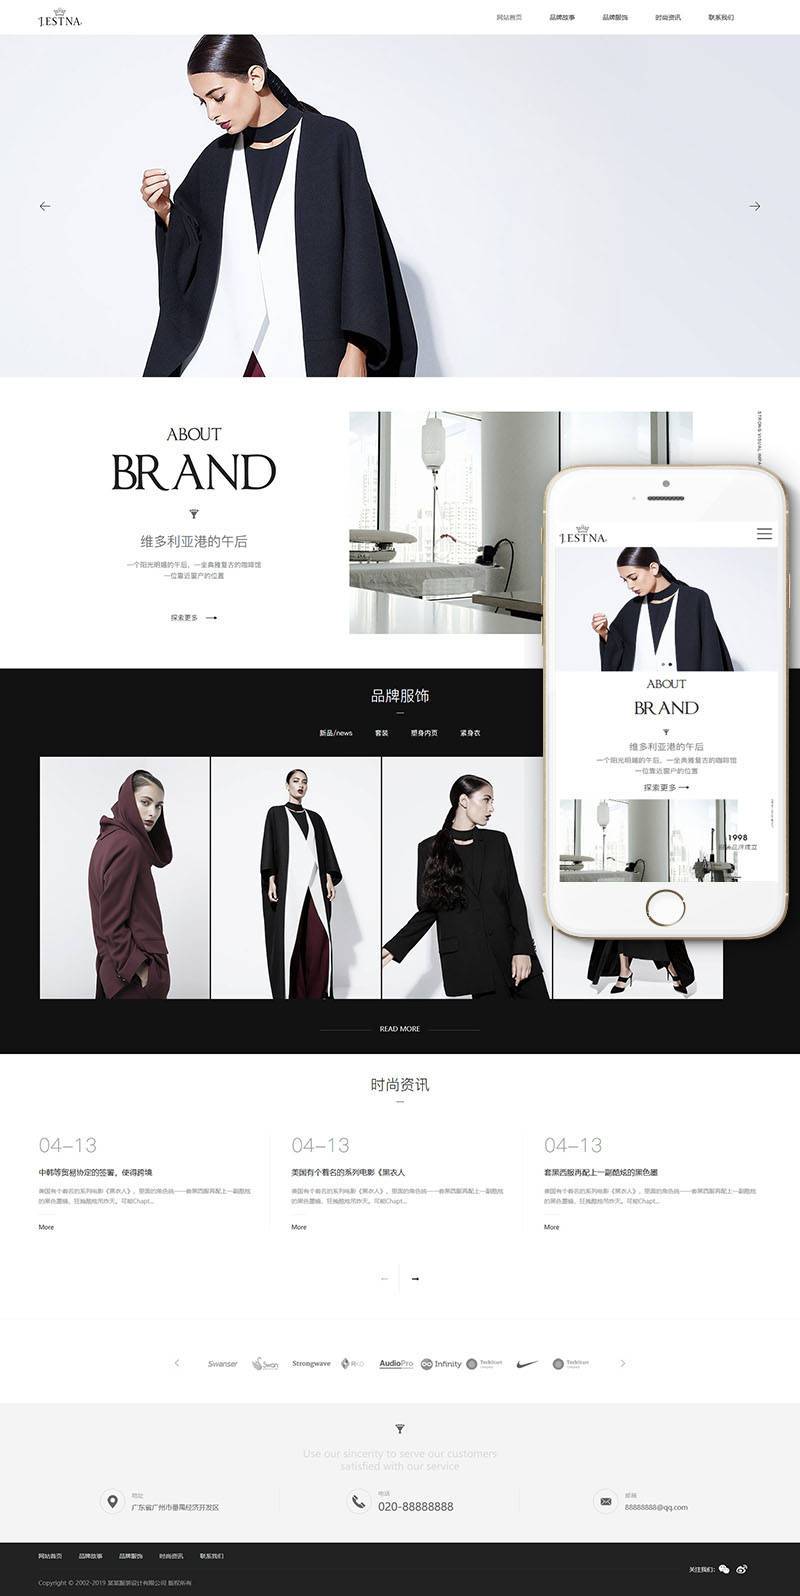 JESTNA.
网站首页 品牌故事 品牌服饰 时尚资讯 联系我们
ABOUT
BRAND
维多利亚港的午后
一个阳光明媚的午后，一坐典雅复古的咖啡馆
一位靠近窗户的位置
探索更多
STRONG VISUAL IMPA
JESTNA.
ABOUT
BRAND
维多利亚港的午后
一个阳光明媚的午后，一坐典雅复古的咖啡馆
一位靠近窗户的位置
探索更多
1998
品牌服饰
新品/news 套装 塑身内页 紧身衣
READ MORE
时尚资讯
04-13
中韩等贸易协定的签署，使得跨境
美国有个着名的系列电影《黑衣人》，里面的角色统一一套黑西服再配上一副酷炫
的黑色墨镜，狂拽酷炫吊炸天。可能Chapt...
More
04-13
美国有个着名的系列电影《黑衣人
美国有个着名的系列电影《黑衣人》，里面的角色统一一套黑西服再配上一副酷炫
的黑色墨镜，狂拽酷炫吊炸天。可能Chapt...
More
04-13
套黑西服再配上一副酷炫的黑色墨
美国有个着名的系列电影《黑衣人》，里面的角色统一一套黑西服再配上一副酷炫
的黑色墨镜，狂拽酷炫吊炸天。可能Chapt...
More
Swanser Swan Strongwave RKO AudioPro Infinity TechStart TechStart
Use our sincerity to serve our customers
satisfied with our service
地址
广东省广州市番禺经济开发区
电话
020-88888888
邮箱
88888888@qq.com
网站首页 品牌故事 品牌服饰 时尚资讯 联系我们
关注我们：
Copyright © 2002-2019 某某服装设计有限公司 版权所有